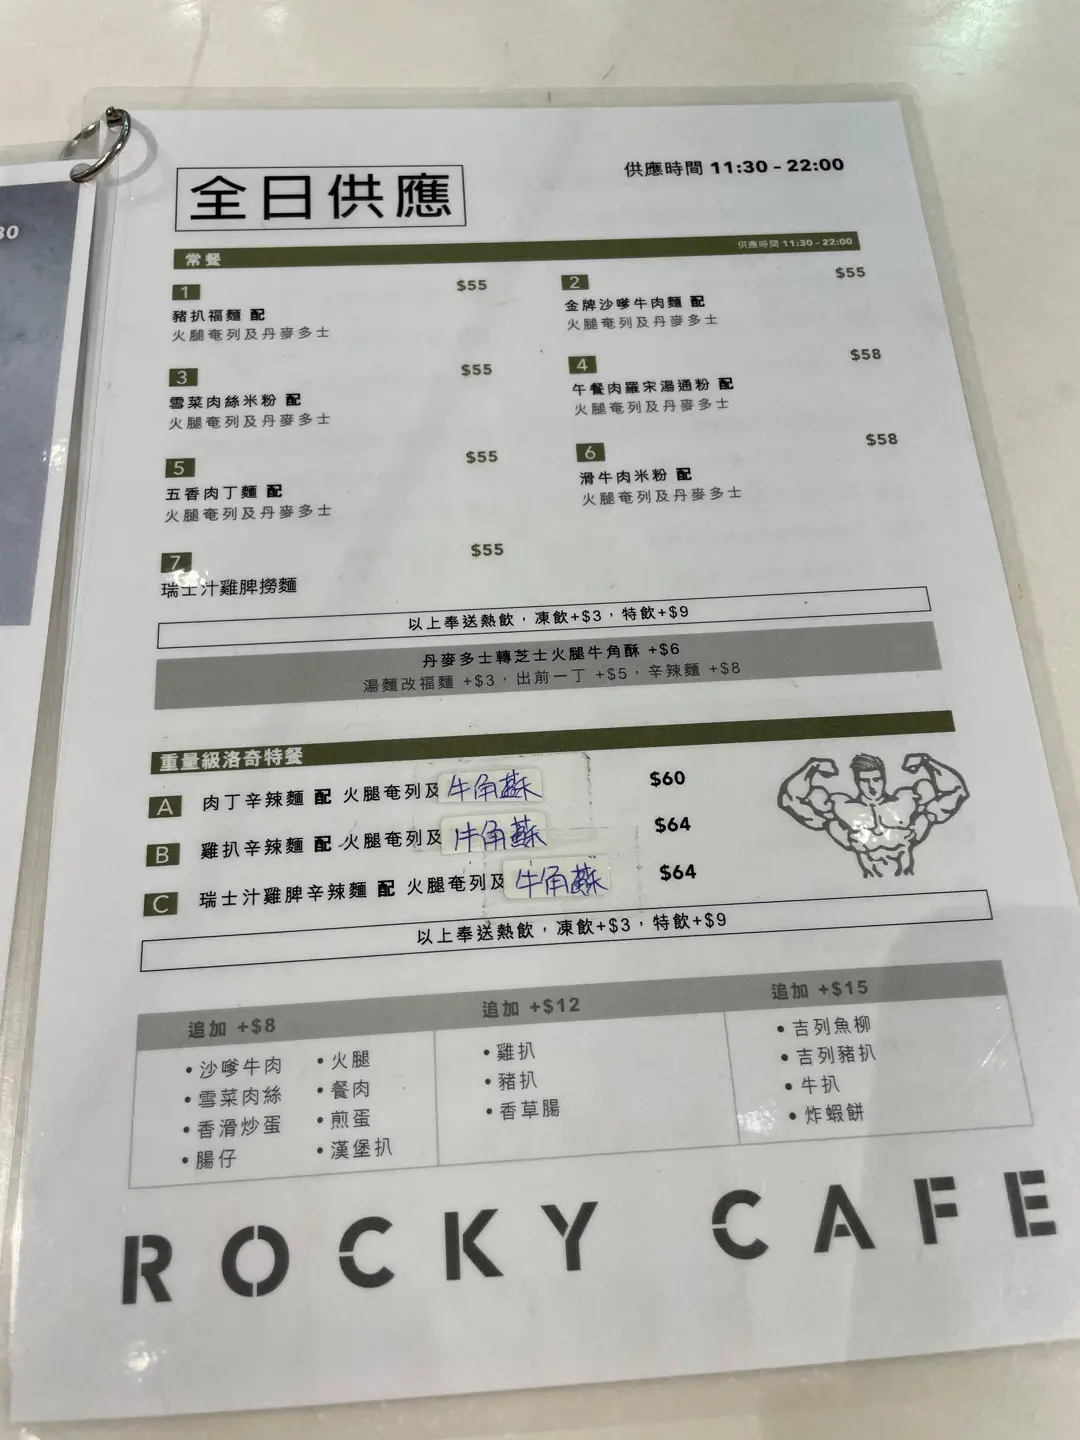 30
全日供應
供應時間 11:30 - 22:00
常餐
供應時間 11:30 - 22:00
1
$55
豬扒福麵 配
火腿奄列及丹麥多士
2
$55
金牌沙嗲牛肉麵 配
火腿奄列及丹麥多士
3
$55
雪菜肉絲米粉 配
火腿奄列及丹麥多士
4
$58
午餐肉羅宋湯通粉 配
火腿奄列及丹麥多士
5
$55
五香肉丁麵 配
火腿奄列及丹麥多士
6
$58
滑牛肉米粉 配
火腿奄列及丹麥多士
7
$55
瑞士汁雞脾撈麵
以上奉送熱飲，凍飲+$3，特飲+$9
丹麥多士轉芝士火腿牛角酥 +$6
湯麵改福麵 +$3，出前一丁 +$5，辛辣麵 +$8
重量級洛奇特餐
A 肉丁辛辣麵 配 火腿奄列及 牛角蘇 $60
B 雞扒辛辣麵 配 火腿奄列及 牛角蘇 $64
C 瑞士汁雞脾辛辣麵 配 火腿奄列及 牛角蘇 $64
以上奉送熱飲，凍飲+$3，特飲+$9
追加 +$8
• 沙嗲牛肉
• 雪菜肉絲
• 香滑炒蛋
• 腸仔
• 火腿
• 餐肉
• 煎蛋
• 漢堡扒
追加 +$12
• 雞扒
• 豬扒
• 香草腸
追加 +$15
• 吉列魚柳
• 吉列豬扒
• 牛扒
• 炸蝦餅
ROCKY CAFE